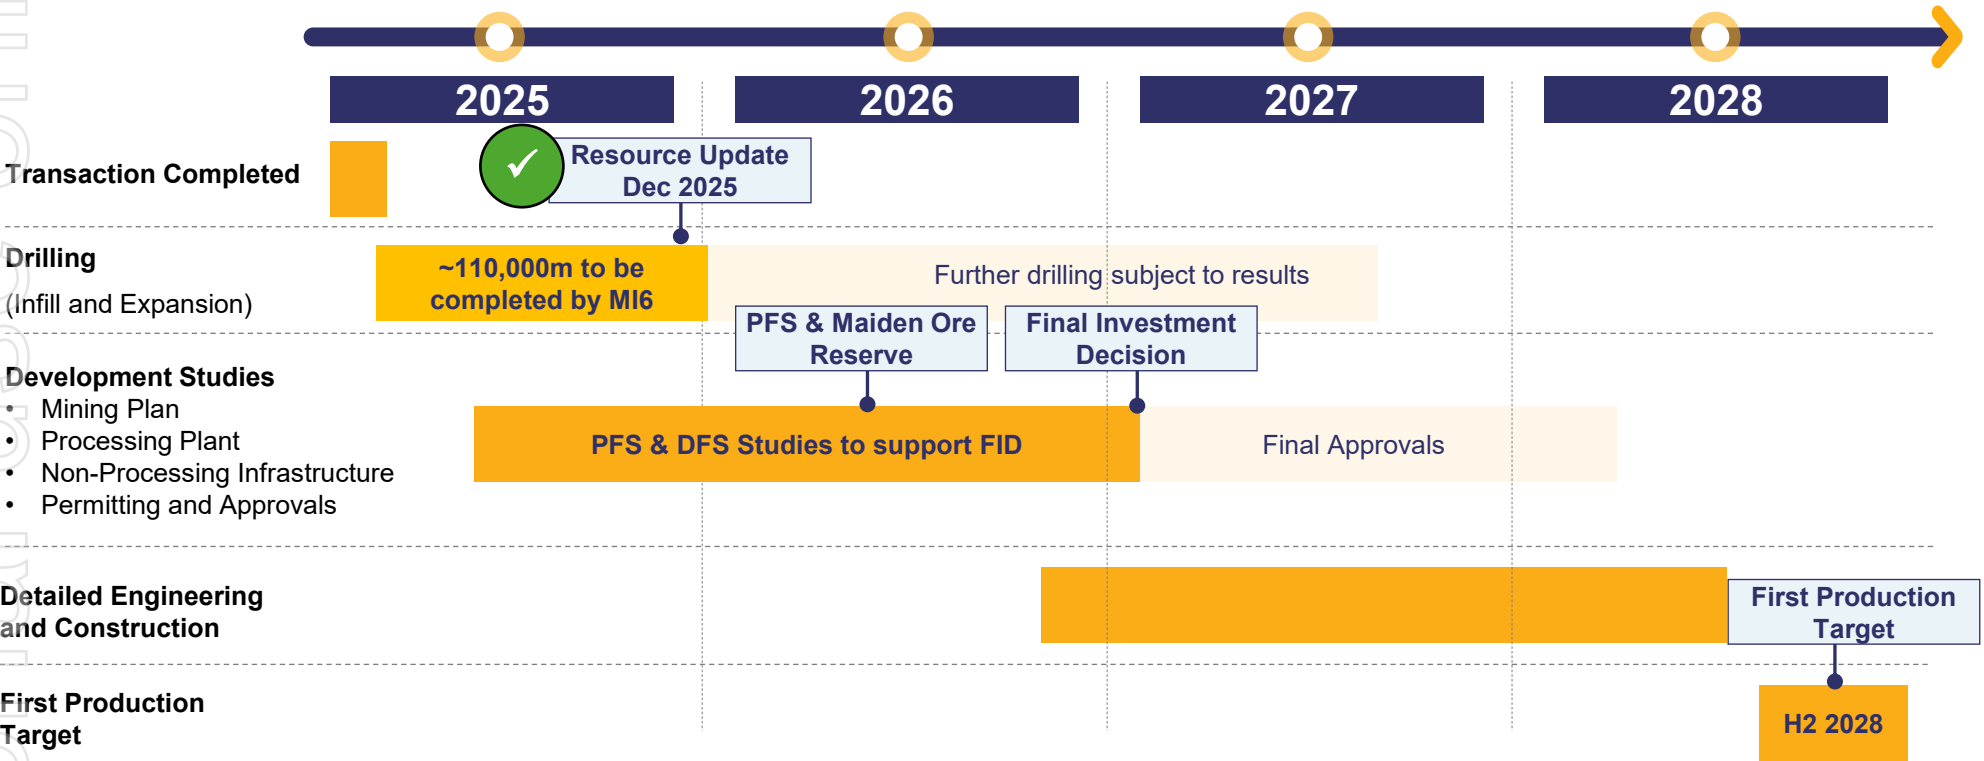 2025
2026
2027
2028
Transaction Completed
✓
Resource Update
Dec 2025
Drilling
(Infill and Expansion)
~110,000m to be
completed by MI6
Further drilling subject to results
PFS & Maiden Ore
Reserve
Final Investment
Decision
Development Studies
• Mining Plan
• Processing Plant
• Non-Processing Infrastructure
• Permitting and Approvals
PFS & DFS Studies to support FID
Final Approvals
Detailed Engineering
and Construction
First Production
Target
First Production
Target
H2 2028